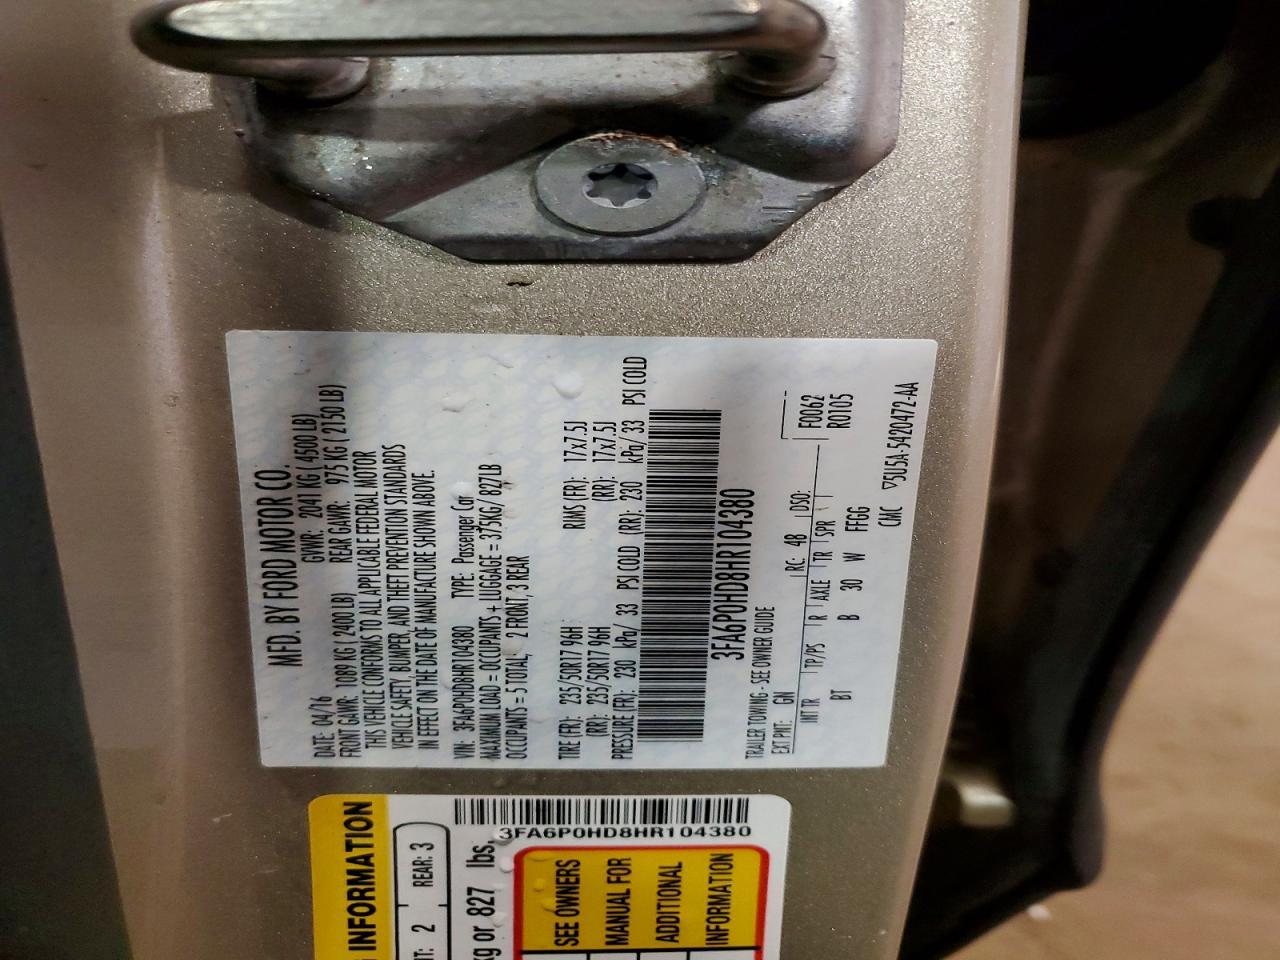 MFD. BY FORD MOTOR CO.
DATE: 04/16 GVWR: 2041 KG ( 4500 LB)
FRONT GAWR: 1089 KG ( 2400 LB) REAR GAWR: 975 KG ( 2150 LB)
THIS VEHICLE CONFORMS TO ALL APPLICABLE FEDERAL MOTOR
VEHICLE SAFETY, BUMPER, AND THEFT PREVENTION STANDARDS
IN EFFECT ON THE DATE OF MANUFACTURE SHOWN ABOVE.
VIN: 3FA6P0HD8HR104380 TYPE: Passenger Car
MAXIMUM LOAD = OCCUPANTS + LUGGAGE = 375KG/ 827LB
OCCUPANTS = 5 TOTAL, 2 FRONT, 3 REAR
TIRE (FR): 235/50R17 96H RIMS (FR): 17x7.5J
(RR): 235/50R17 96H (RR): 17x7.5J
PRESSURE (FR): 230 kPa/ 33 PSI COLD (RR): 230 kPa/ 33 PSI COLD
3FA6P0HD8HR104380
TRAILER TOWING - SEE OWNER GUIDE
EXT PNT: GN RC: 48 DSO: F0062
R0105
INT TR TP/PS R AXLE TR SPR
BT B 30 W FFGG
CMC ▽5U5A-5420472-AA
INFORMATION
2 REAR: 3
kg or 827 lbs.
3FA6P0HD8HR104380
SEE OWNERS
MANUAL FOR
ADDITIONAL
INFORMATION